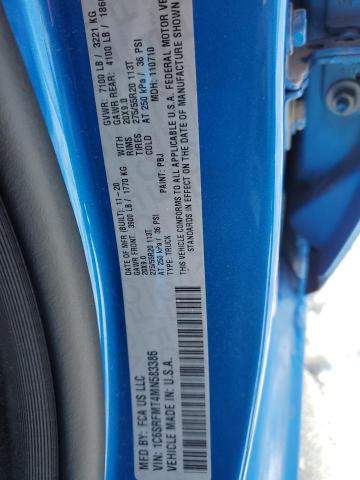 MFD BY: FCA US LLC
DATE OF MFR (BUILT): 11-20
GVWR: 7100 LB / 3221 KG
GAWR FRONT: 3900 LB / 1770 KG
WITH
GAWR REAR: 4100 LB / 1860
20X9.0
RIMS
20X9.0
275/55R20 113T
TIRES
275/55R20 113T
AT 250 kPa / 36 PSI
COLD
AT 250 kPa / 36 PSI
THIS VEHICLE CONFORMS TO ALL APPLICABLE U.S.A. FEDERAL MOTOR VE
STANDARDS IN EFFECT ON THE DATE OF MANUFACTURE SHOWN
TYPE: TRUCK
PAINT: PBJ
MDH: 110710
1C6SRFMT4MN583386
VEHICLE MADE IN: U.S.A.